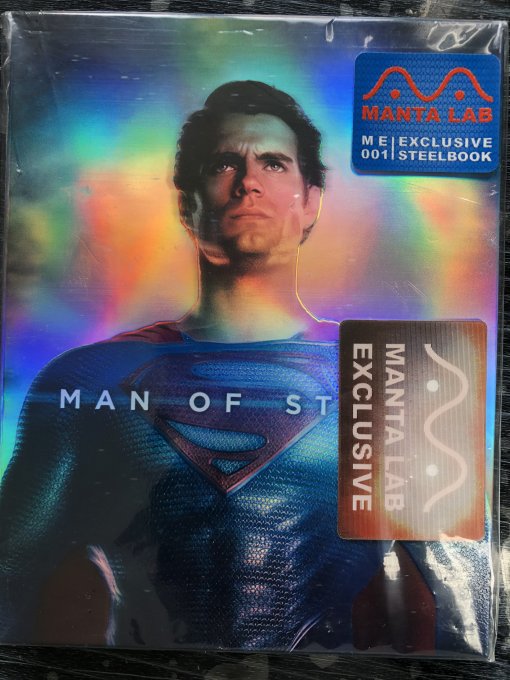 MANTA LAB
ME | EXCLUSIVE
001 | STEELBOOK
MAN OF ST
MANTA LAB
EXCLUSIVE